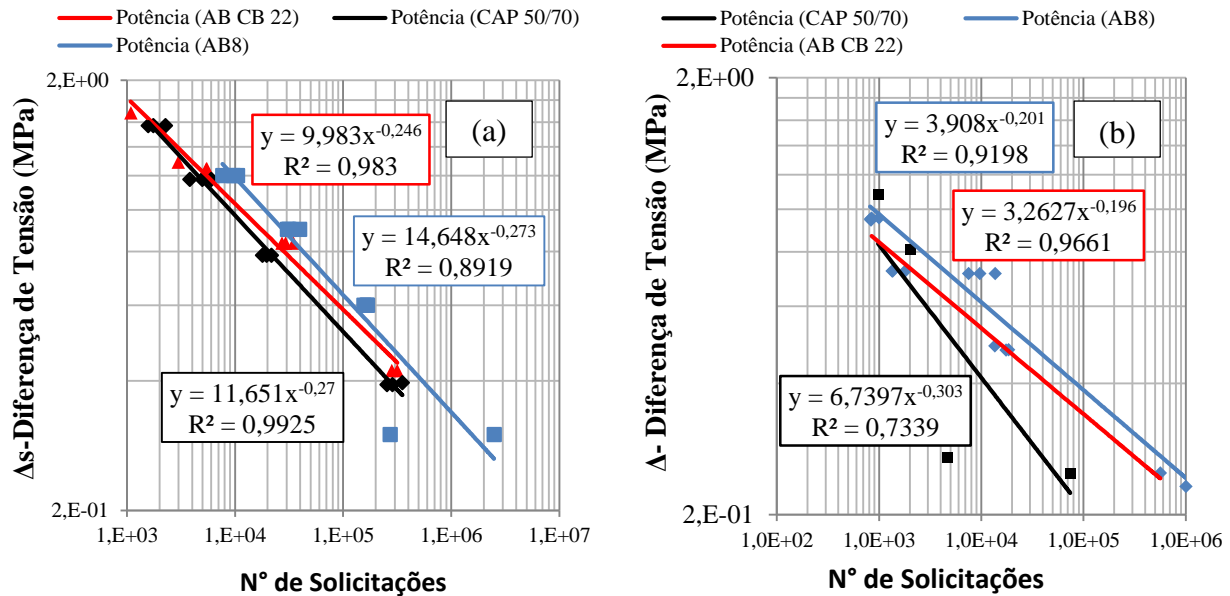 Potência (AB CB 22)
Potência (CAP 50/70)
Potência (AB8)
Δs-Diferença de Tensão (MPa)
2,E+00
2,E-01
(a)
y = 9,983x^-0,246
R² = 0,983
y = 14,648x^-0,273
R² = 0,8919
y = 11,651x^-0,27
R² = 0,9925
1,E+03 1,E+04 1,E+05 1,E+06 1,E+07
N° de Solicitações
Potência (CAP 50/70)
Potência (AB8)
Potência (AB CB 22)
Δ- Diferença de Tensão (MPa)
2,E+00
2,E-01
(b)
y = 3,908x^-0,201
R² = 0,9198
y = 3,2627x^-0,196
R² = 0,9661
y = 6,7397x^-0,303
R² = 0,7339
1,0E+02 1,0E+03 1,0E+04 1,0E+05 1,0E+06
N° de Solicitações